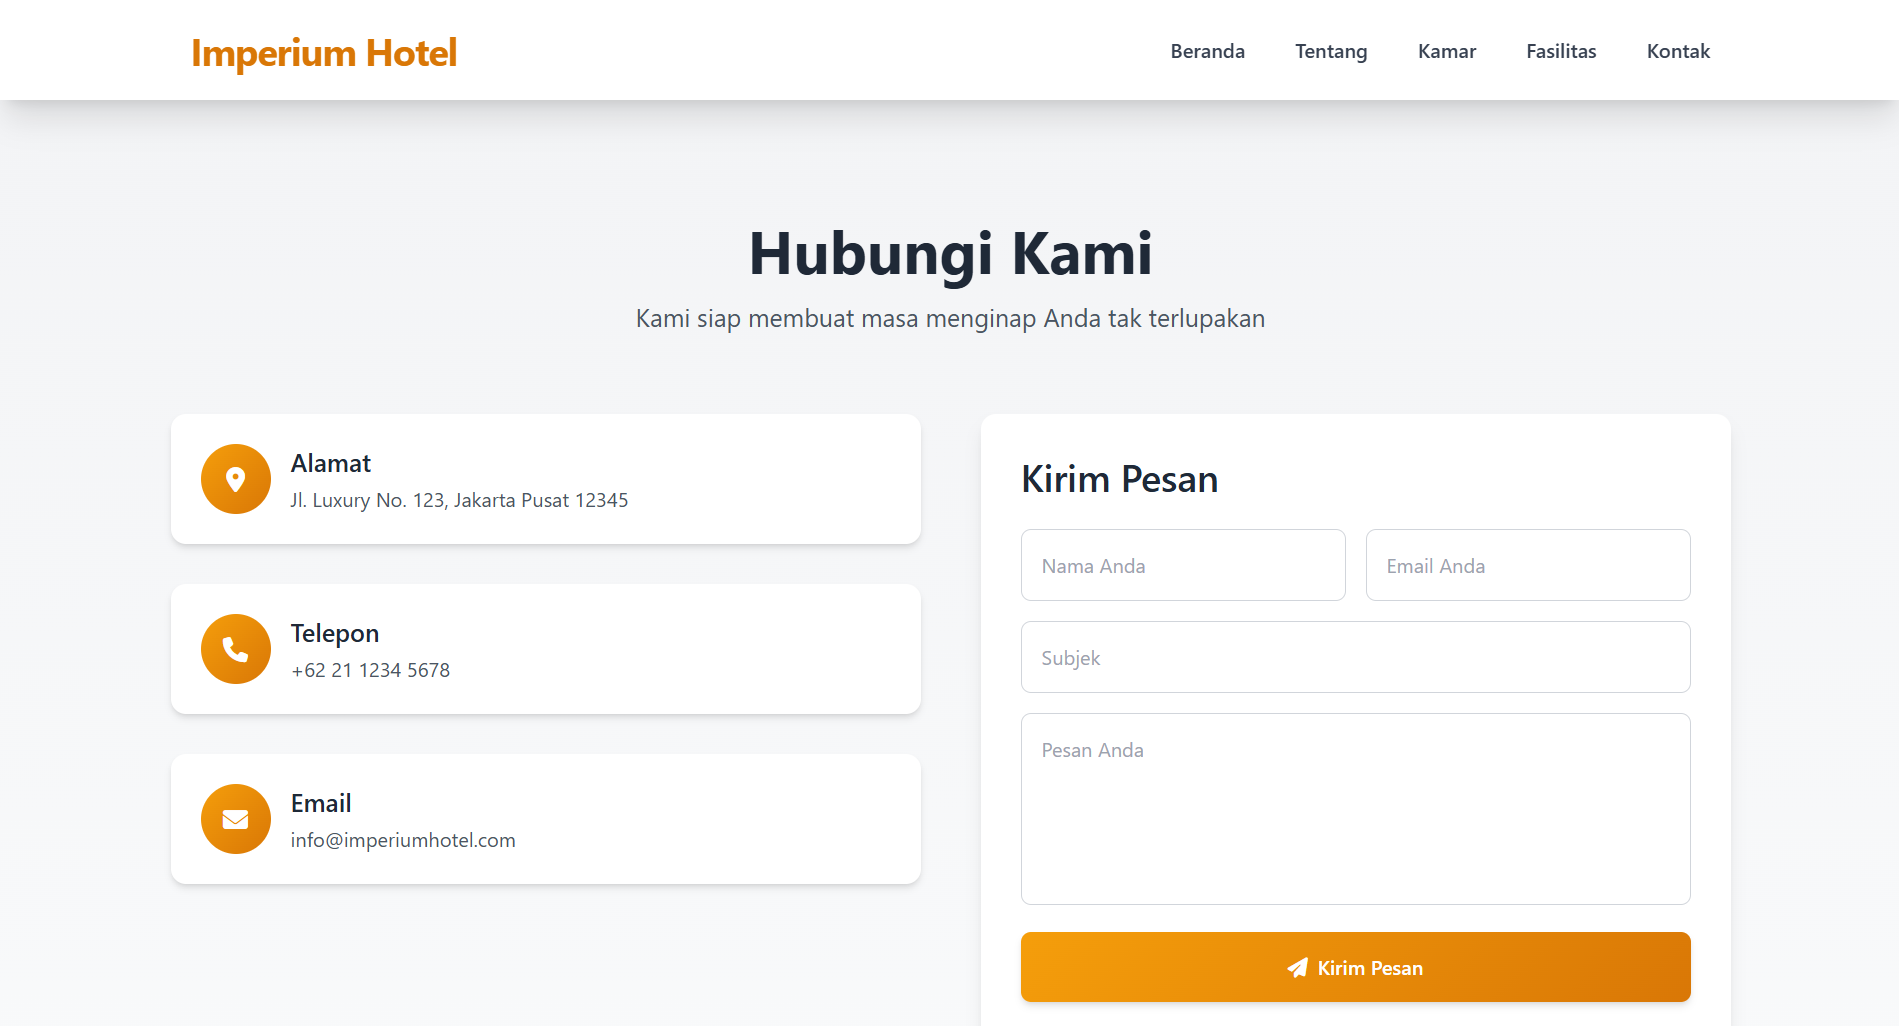 Imperium Hotel
Beranda
Tentang
Kamar
Fasilitas
Kontak
Hubungi Kami
Kami siap membuat masa menginap Anda tak terlupakan
Alamat
Jl. Luxury No. 123, Jakarta Pusat 12345
Telepon
+62 21 1234 5678
Email
info@imperiumhotel.com
Kirim Pesan
Nama Anda
Email Anda
Subjek
Pesan Anda
Kirim Pesan